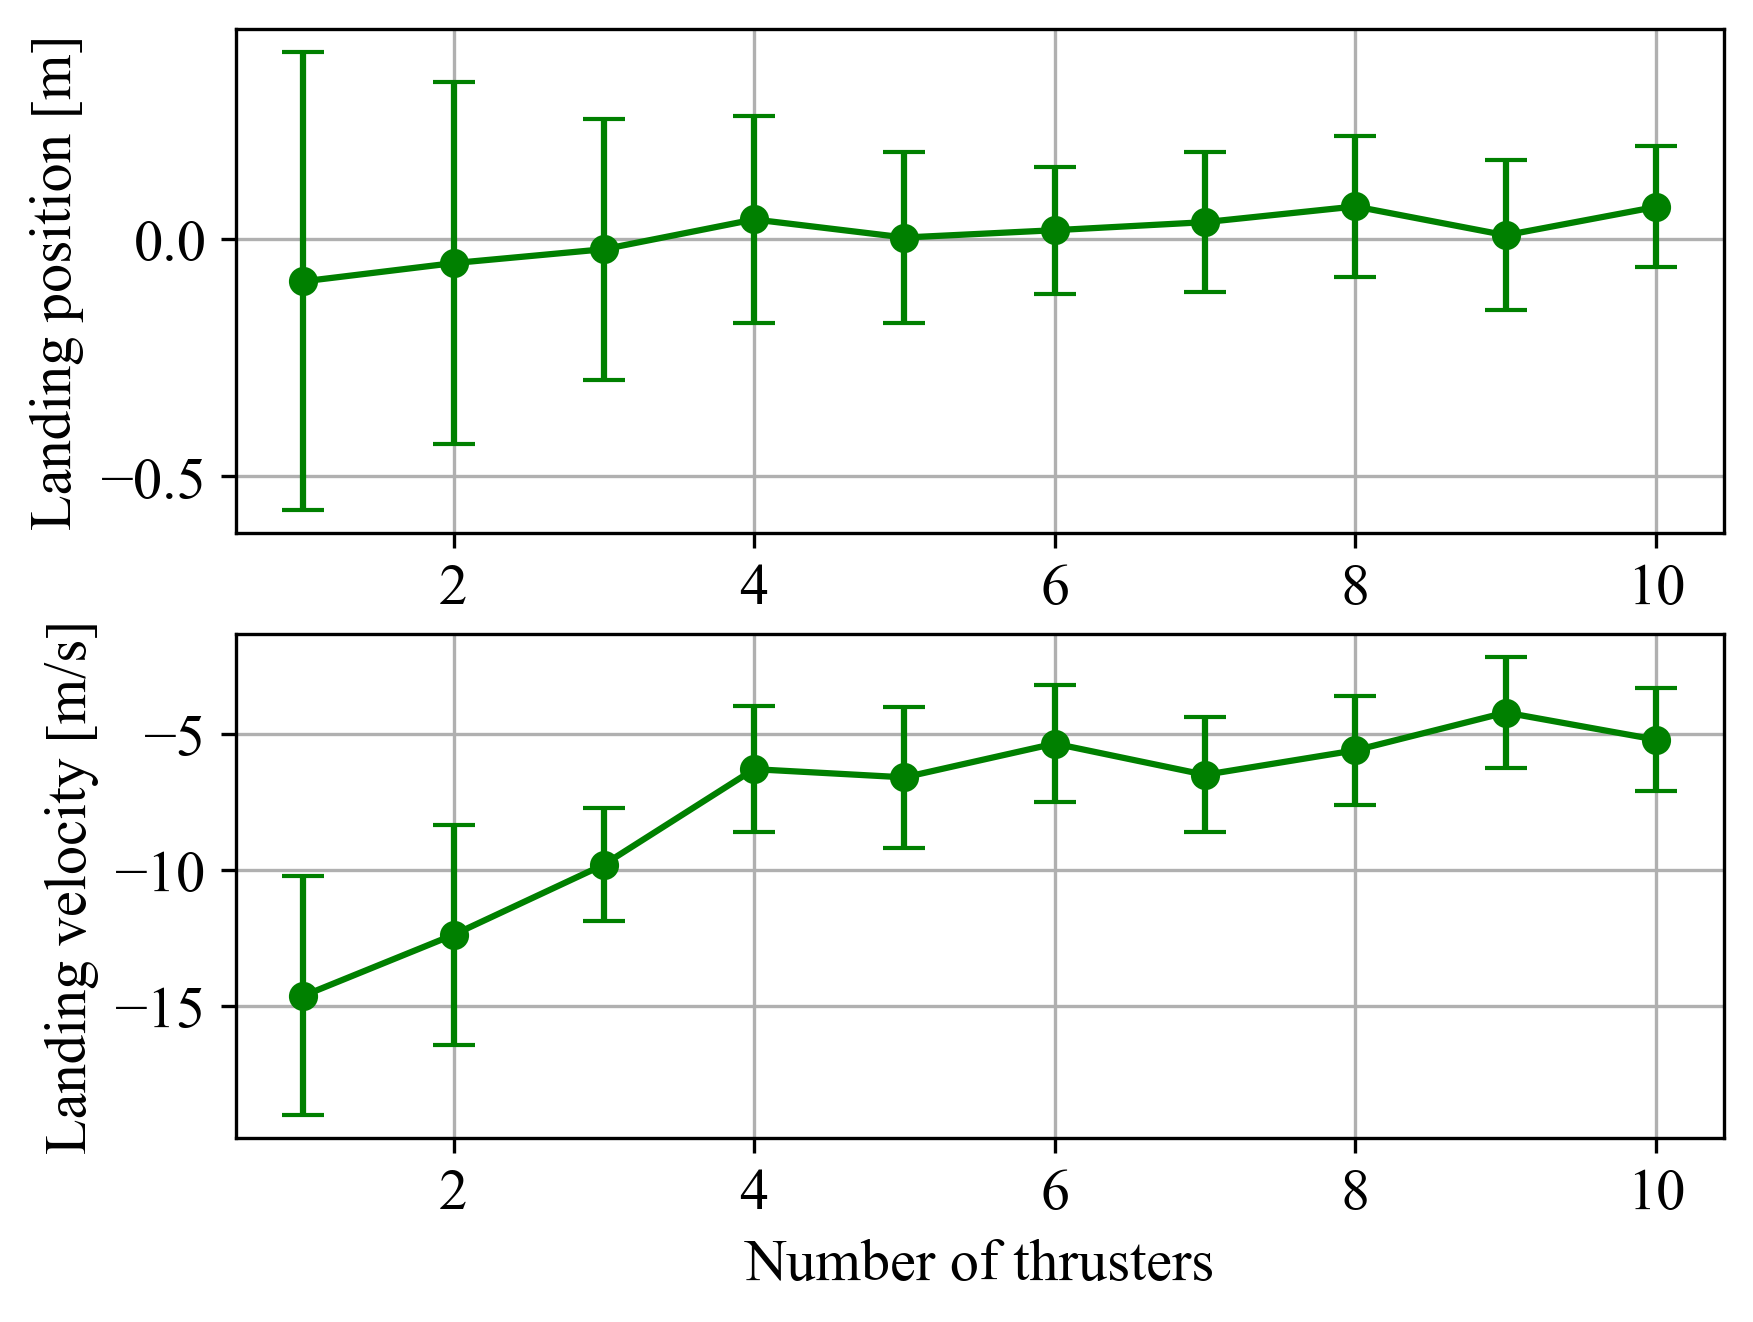 Landing position [m]
0.0
−0.5
2 4 6 8 10
Landing velocity [m/s]
−5
−10
−15
2 4 6 8 10
Number of thrusters